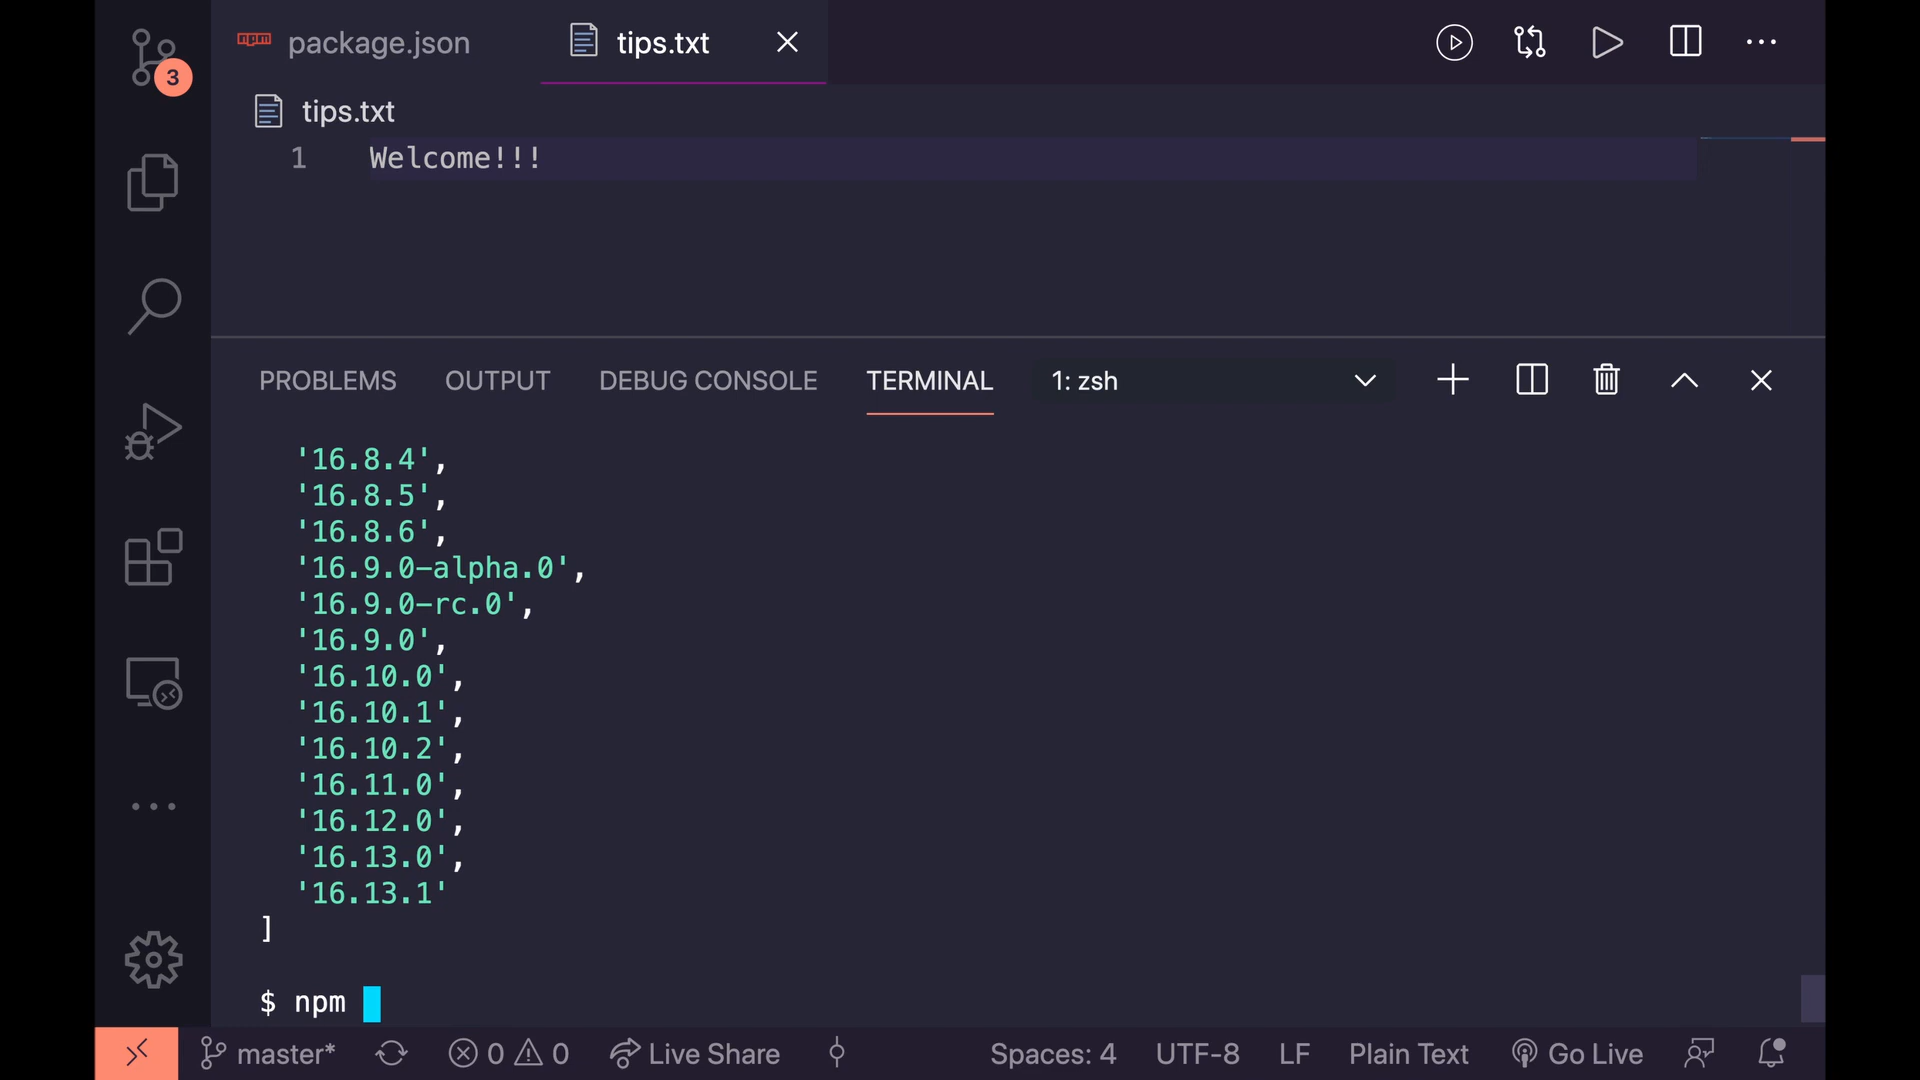 3
npm package.json
tips.txt
tips.txt
1 Welcome!!!
PROBLEMS OUTPUT DEBUG CONSOLE TERMINAL 1: zsh
'16.8.4',
'16.8.5',
'16.8.6',
'16.9.0-alpha.0',
'16.9.0-rc.0',
'16.9.0',
'16.10.0',
'16.10.1',
'16.10.2',
'16.11.0',
'16.12.0',
'16.13.0',
'16.13.1'
]
$ npm
master* 0 0 Live Share Spaces: 4 UTF-8 LF Plain Text Go Live